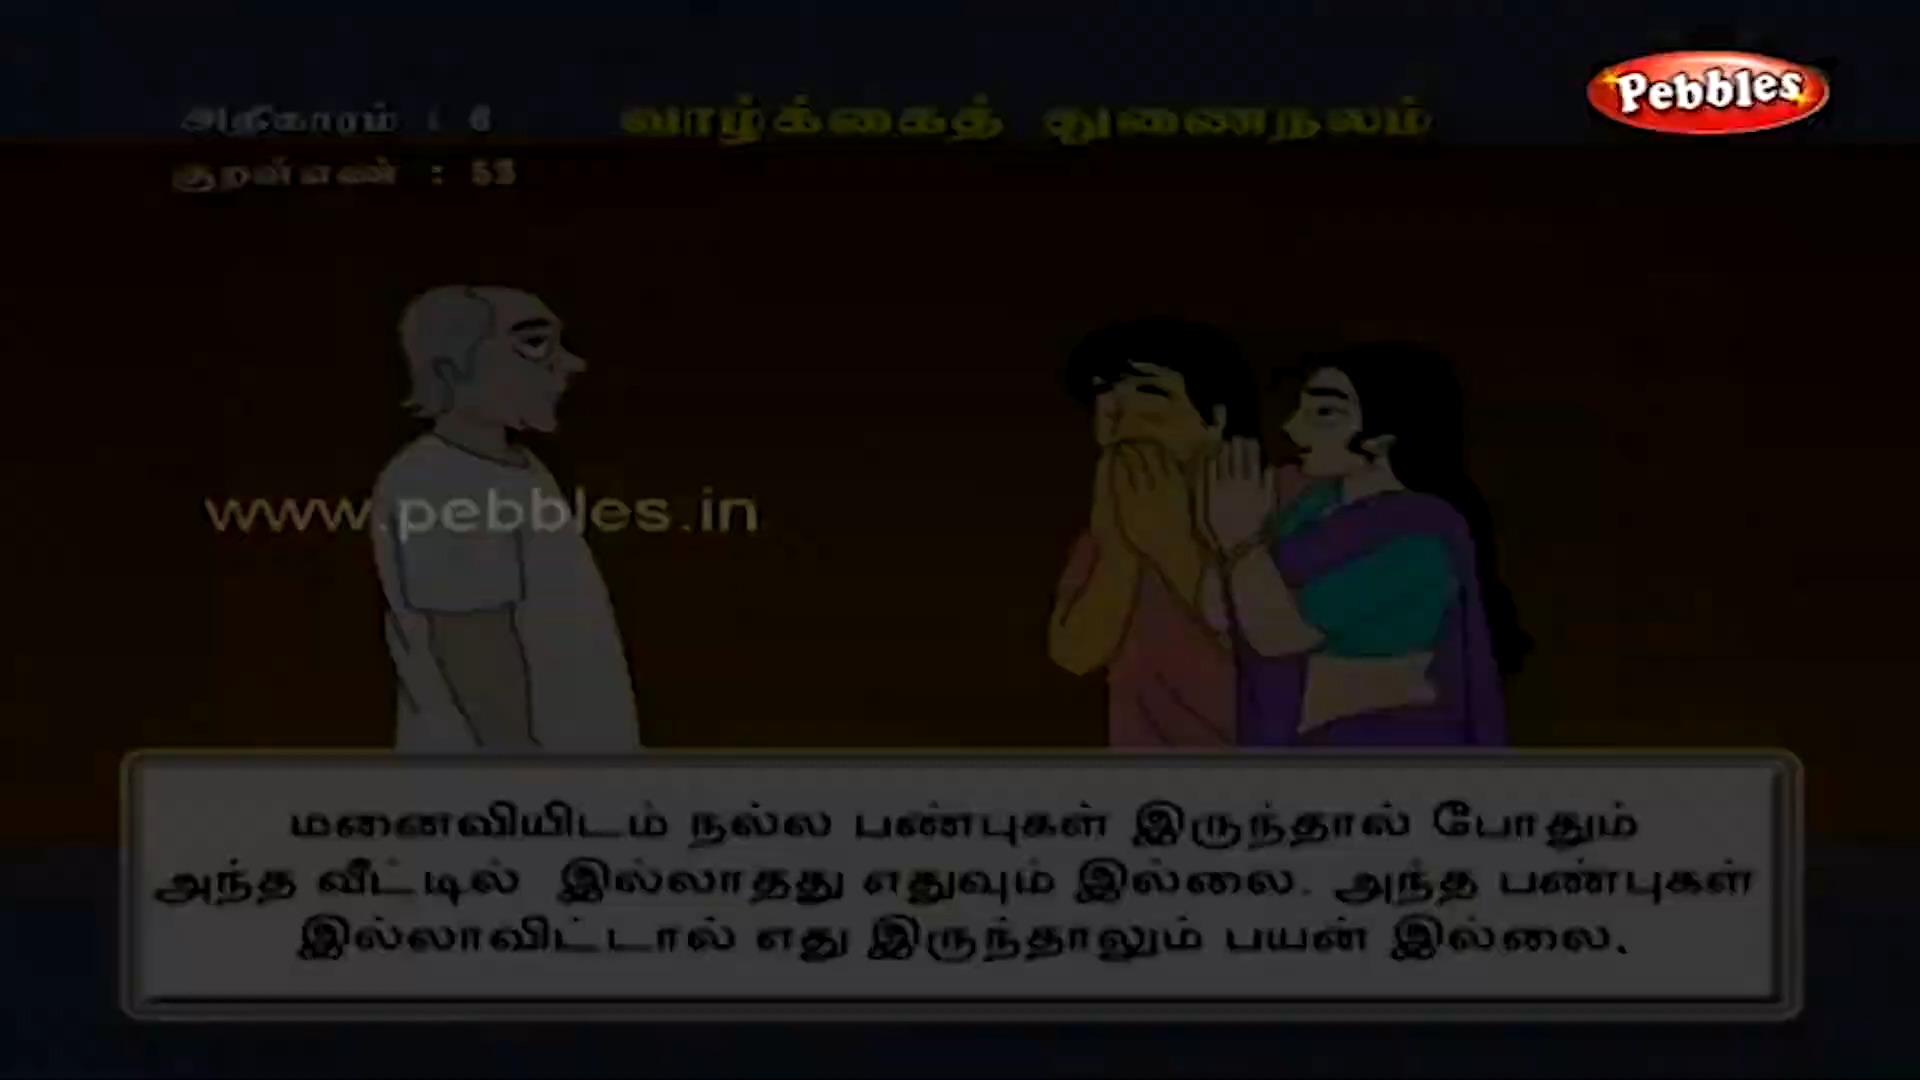 Pebbles
அதிகாரம் : 6 வாழ்க்கைத் துணைநலம்
குறள்எண் : 53
www.pebbles.in
மனைவியிடம் நல்ல பண்புகள் இருந்தால் போதும்
அந்த வீட்டில் இல்லாதது எதுவும் இல்லை. அந்த பண்புகள்
இல்லாவிட்டால் எது இருந்தாலும் பயன் இல்லை.